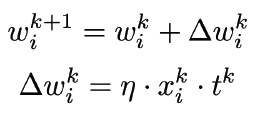 w_i^{k+1} = w_i^k + Δw_i^k
Δw_i^k = η · x_i^k · t^k